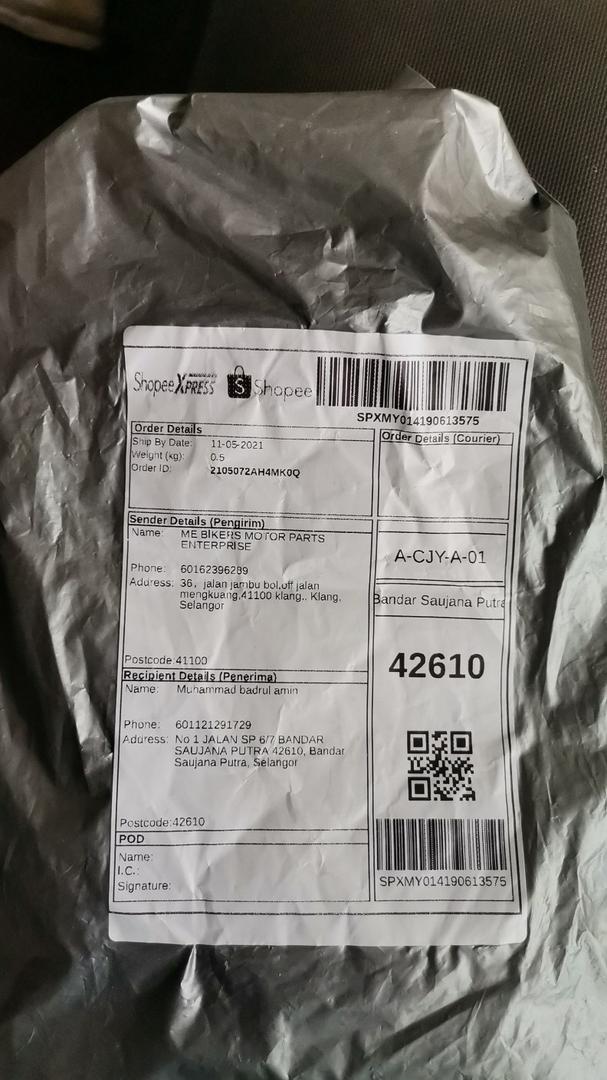 ShopeeXPRESS Shopee
SPXMY014190613575
Order Details
Ship By Date: 11-05-2021
Weight (kg): 0.5
Order ID: 2105072AH4MK0Q
Order Details (Courier)
Sender Details (Pengirim)
Name: ME BIKERS MOTOR PARTS
ENTERPRISE
Phone: 60162396289
Address: 36, jalan jambu bol,off jalan
mengkuang,41100 klang., Klang,
Selangor
Postcode:41100
A-CJY-A-01
Bandar Saujana Putra
42610
Recipient Details (Penerima)
Name: Muhammad badrul amin
Phone: 601121291729
Address: No 1 JALAN SP 6/7 BANDAR
SAUJANA PUTRA 42610, Bandar
Saujana Putra, Selangor
Postcode:42610
POD
Name:
I.C.:
Signature:
SPXMY014190613575